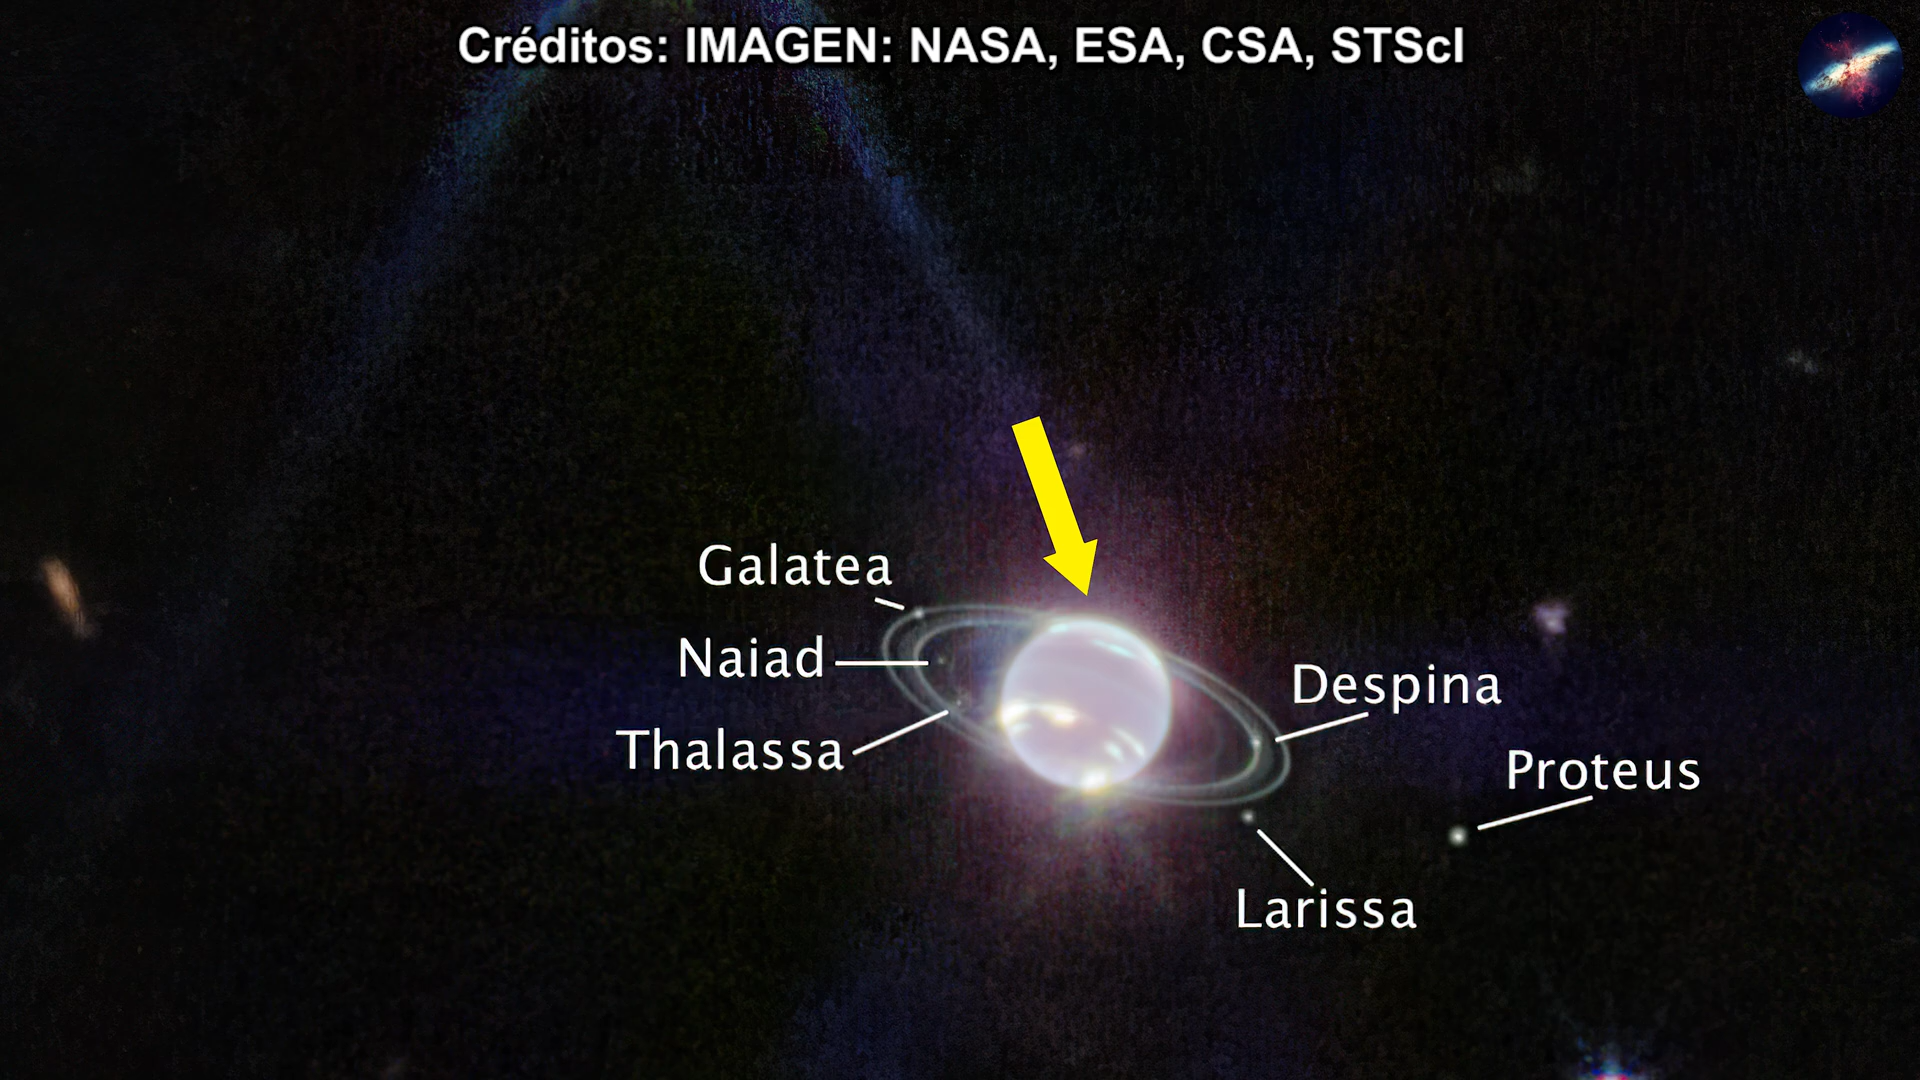 Créditos: IMAGEN: NASA, ESA, CSA, STScI
Galatea
Naiad
Thalassa
Despina
Proteus
Larissa